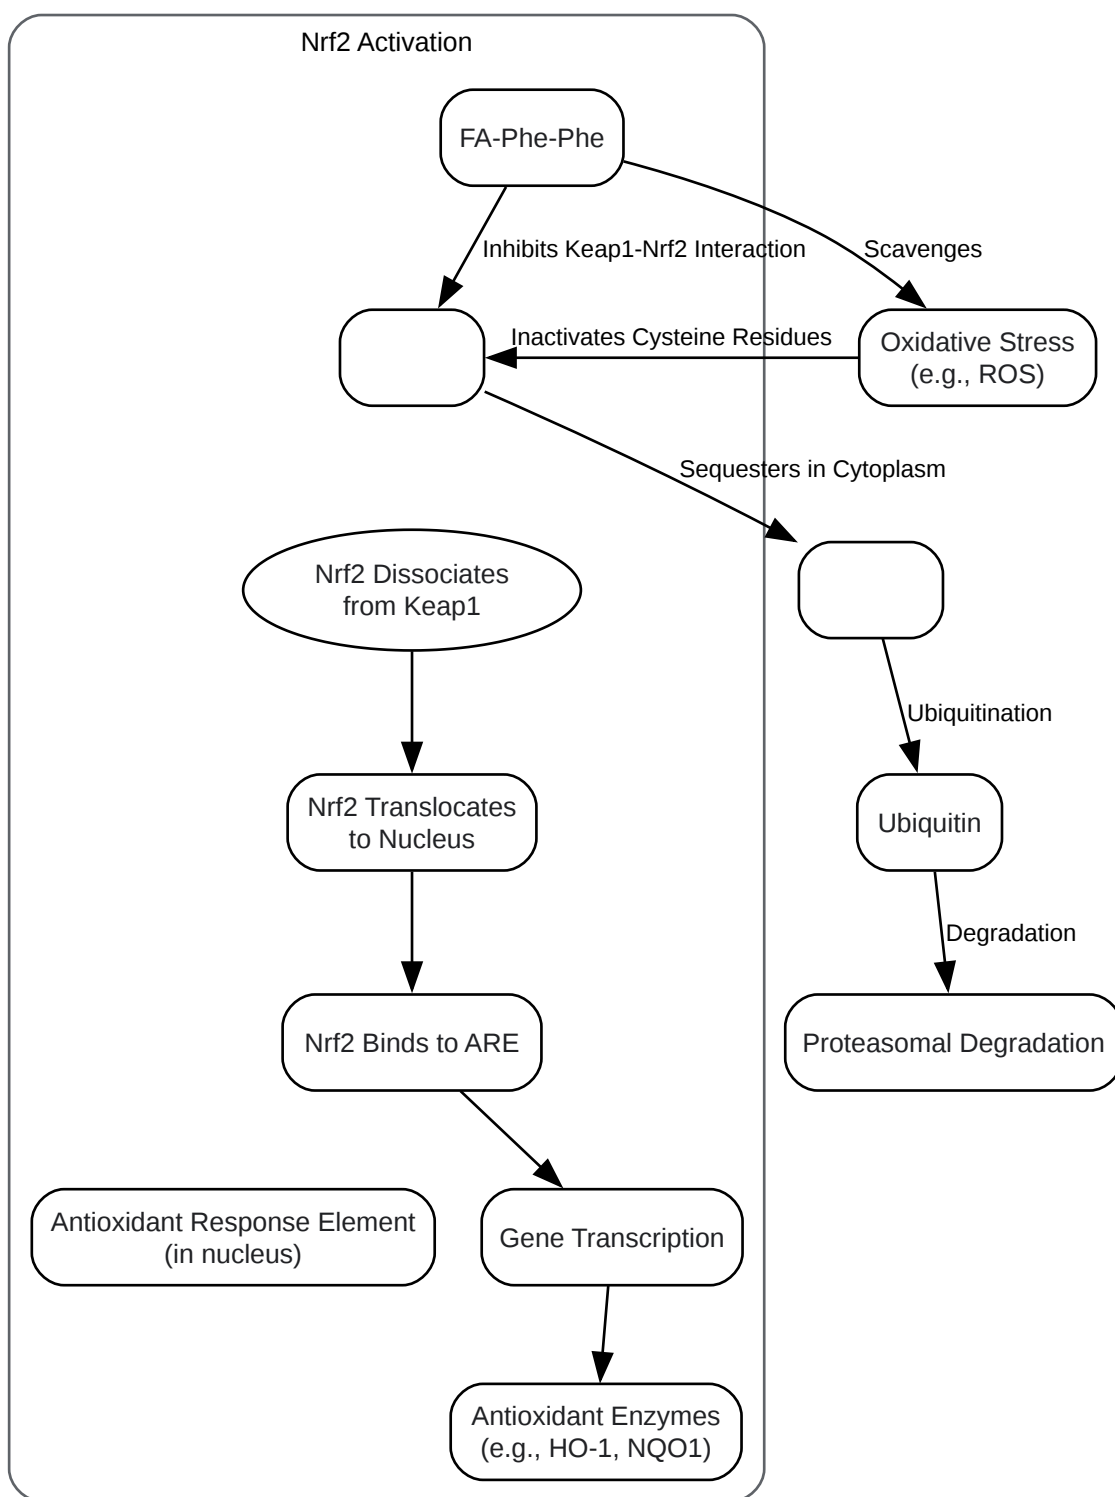 Nrf2 Activation
FA-Phe-Phe
Inhibits Keap1-Nrf2 Interaction
Scavenges
Inactivates Cysteine Residues
Oxidative Stress
(e.g., ROS)
Sequesters in Cytoplasm
Nrf2 Dissociates
from Keap1
Ubiquitination
Nrf2 Translocates
to Nucleus
Ubiquitin
Degradation
Nrf2 Binds to ARE
Proteasomal Degradation
Antioxidant Response Element
(in nucleus)
Gene Transcription
Antioxidant Enzymes
(e.g., HO-1, NQO1)